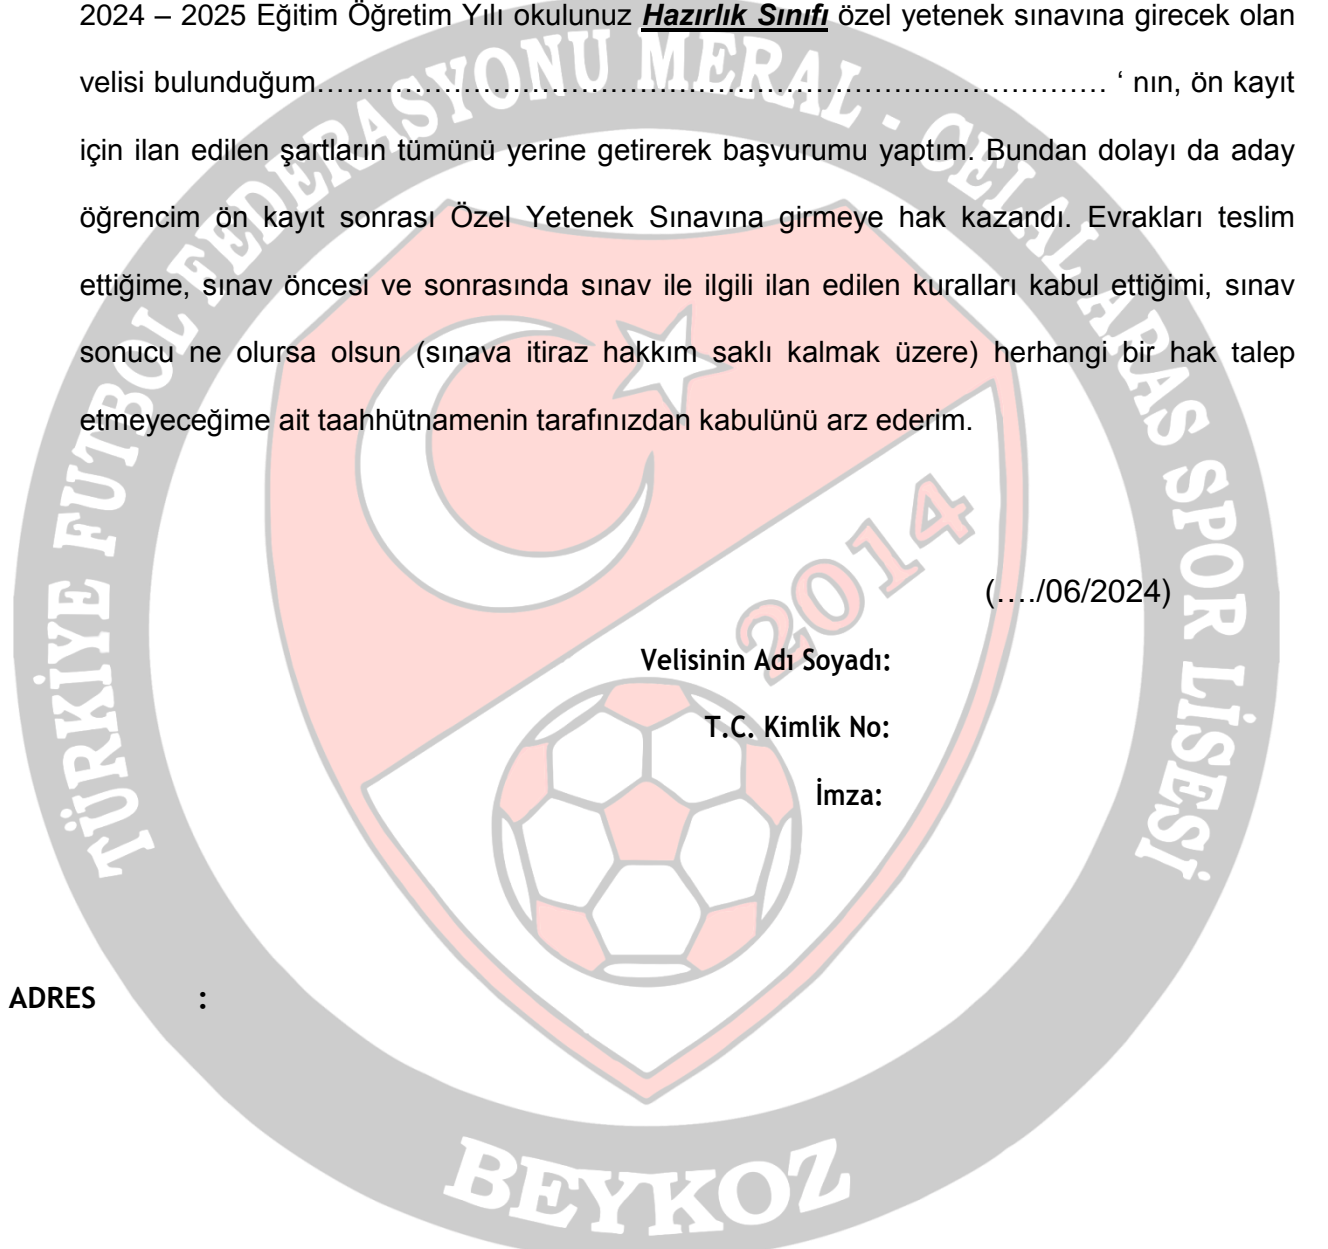 2024 – 2025 Eğitim Öğretim Yılı okulunuz Hazırlık Sınıfı özel yetenek sınavına girecek olan
velisi bulunduğum……………………………………………………………………… ‘ nın, ön kayıt
için ilan edilen şartların tümünü yerine getirerek başvurumu yaptım. Bundan dolayı da aday
öğrencim ön kayıt sonrası Özel Yetenek Sınavına girmeye hak kazandı. Evrakları teslim
ettiğime, sınav öncesi ve sonrasında sınav ile ilgili ilan edilen kuralları kabul ettiğimi, sınav
sonucu ne olursa olsun (sınava itiraz hakkım saklı kalmak üzere) herhangi bir hak talep
etmeyeceğime ait taahhütnamenin tarafınızdan kabulünü arz ederim.
(…./06/2024)
Velisinin Adı Soyadı:
T.C. Kimlik No:
İmza:
ADRES :
TÜRKİYE FUTBOL FEDERASYONU MERAL - CELAL ARAS SPOR LİSESİ
2014
BEYKOZ